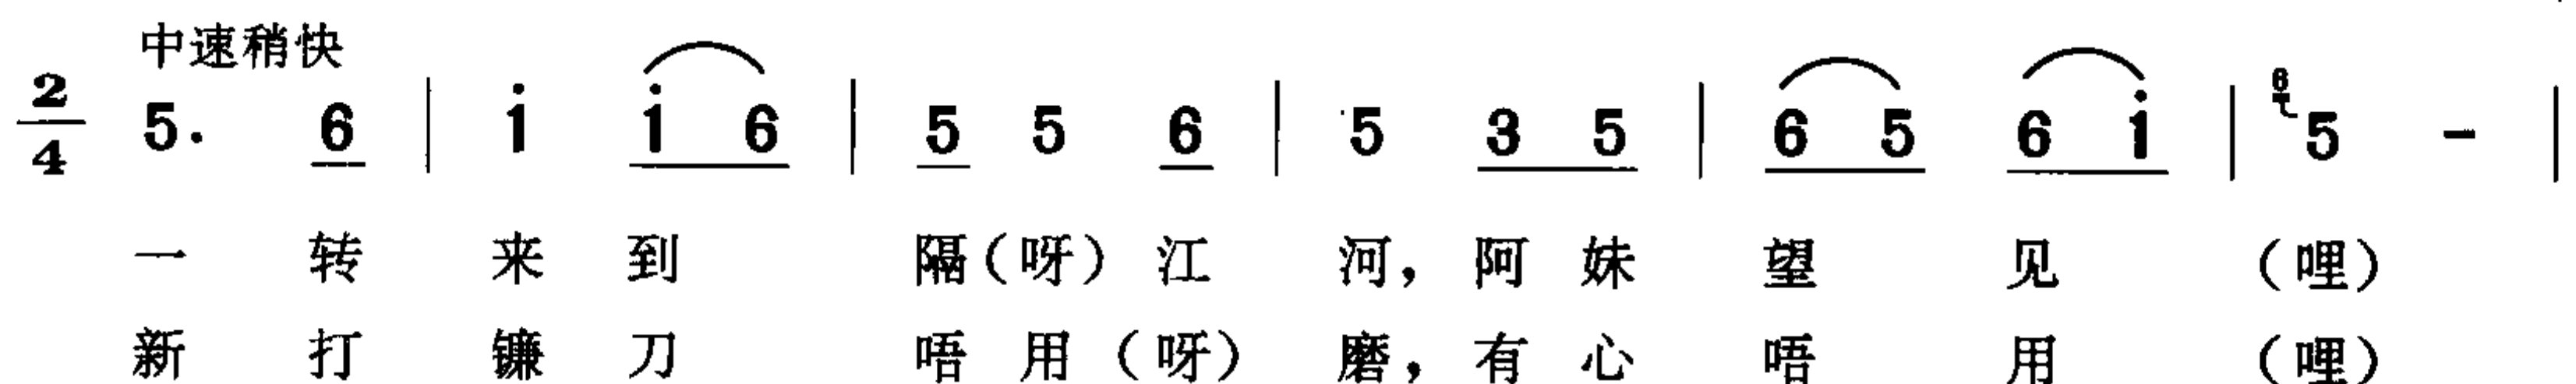 中速稍快
2/4 5. 6 | i i 6 | 5 5 6 | 5 3 5 | 6 5 6 i | 6 5 - |
一 转 来 到 隔(呀) 江 河, 阿 妹 望 见 (哩)
新 打 镰 刀 唔 用 (呀) 磨, 有 心 唔 用 (哩)